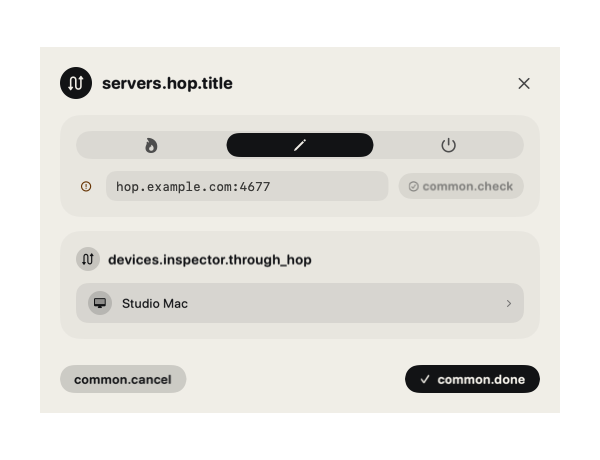 servers.hop.title
hop.example.com:4677
common.check
devices.inspector.through_hop
Studio Mac
common.cancel
common.done